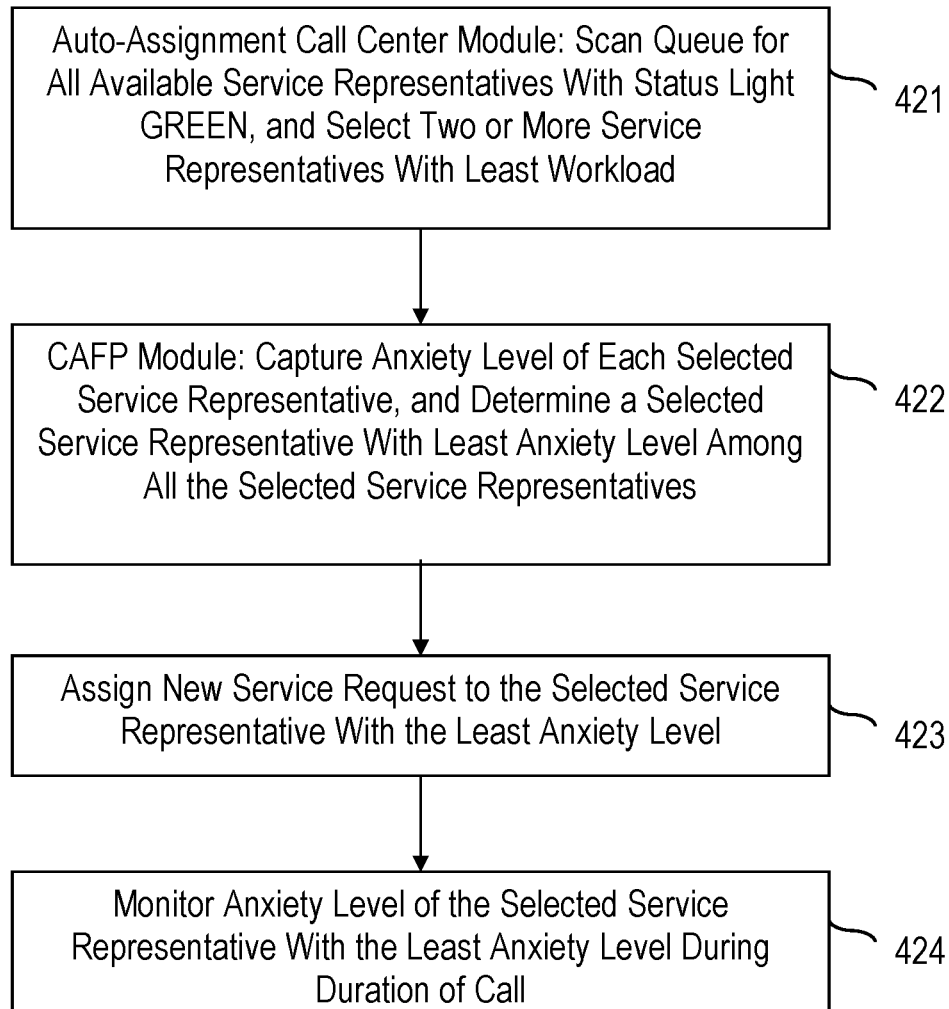 Auto-Assignment Call Center Module: Scan Queue for
All Available Service Representatives With Status Light
GREEN, and Select Two or More Service
Representatives With Least Workload
421
CAFP Module: Capture Anxiety Level of Each Selected
Service Representative, and Determine a Selected
Service Representative With Least Anxiety Level Among
All the Selected Service Representatives
422
Assign New Service Request to the Selected Service
Representative With the Least Anxiety Level
423
Monitor Anxiety Level of the Selected Service
Representative With the Least Anxiety Level During
Duration of Call
424